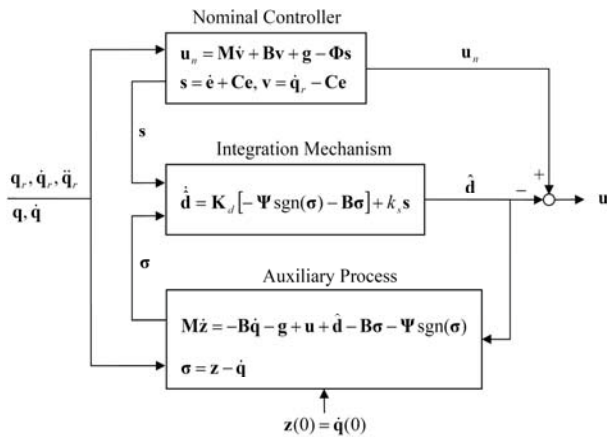 Nominal Controller
uₙ = Mv̇ + Bv + g − Φs
s = ė + Ce, v = q̇ᵣ − Ce
uₙ
s
Integration Mechanism
qᵣ, q̇ᵣ, q̈ᵣ
q, q̇
d̂̇ = K_d [−Ψ sgn(σ) − Bσ] + kₛs
d̂
+
−
u
σ
Auxiliary Process
Mż = −Bq̇ − g + u + d̂ − Bσ − Ψ sgn(σ)
σ = z − q̇
z(0) = q̇(0)